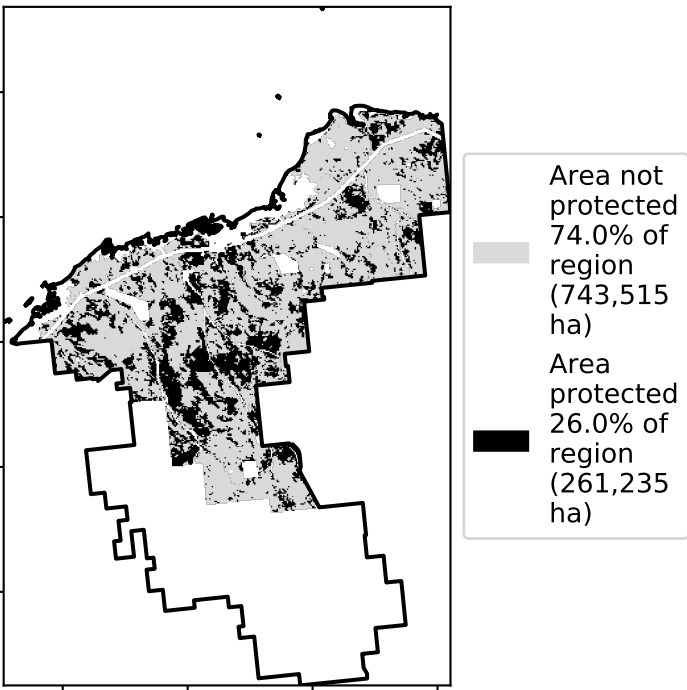 Area not
protected
74.0% of
region
(743,515
ha)
Area
protected
26.0% of
region
(261,235
ha)